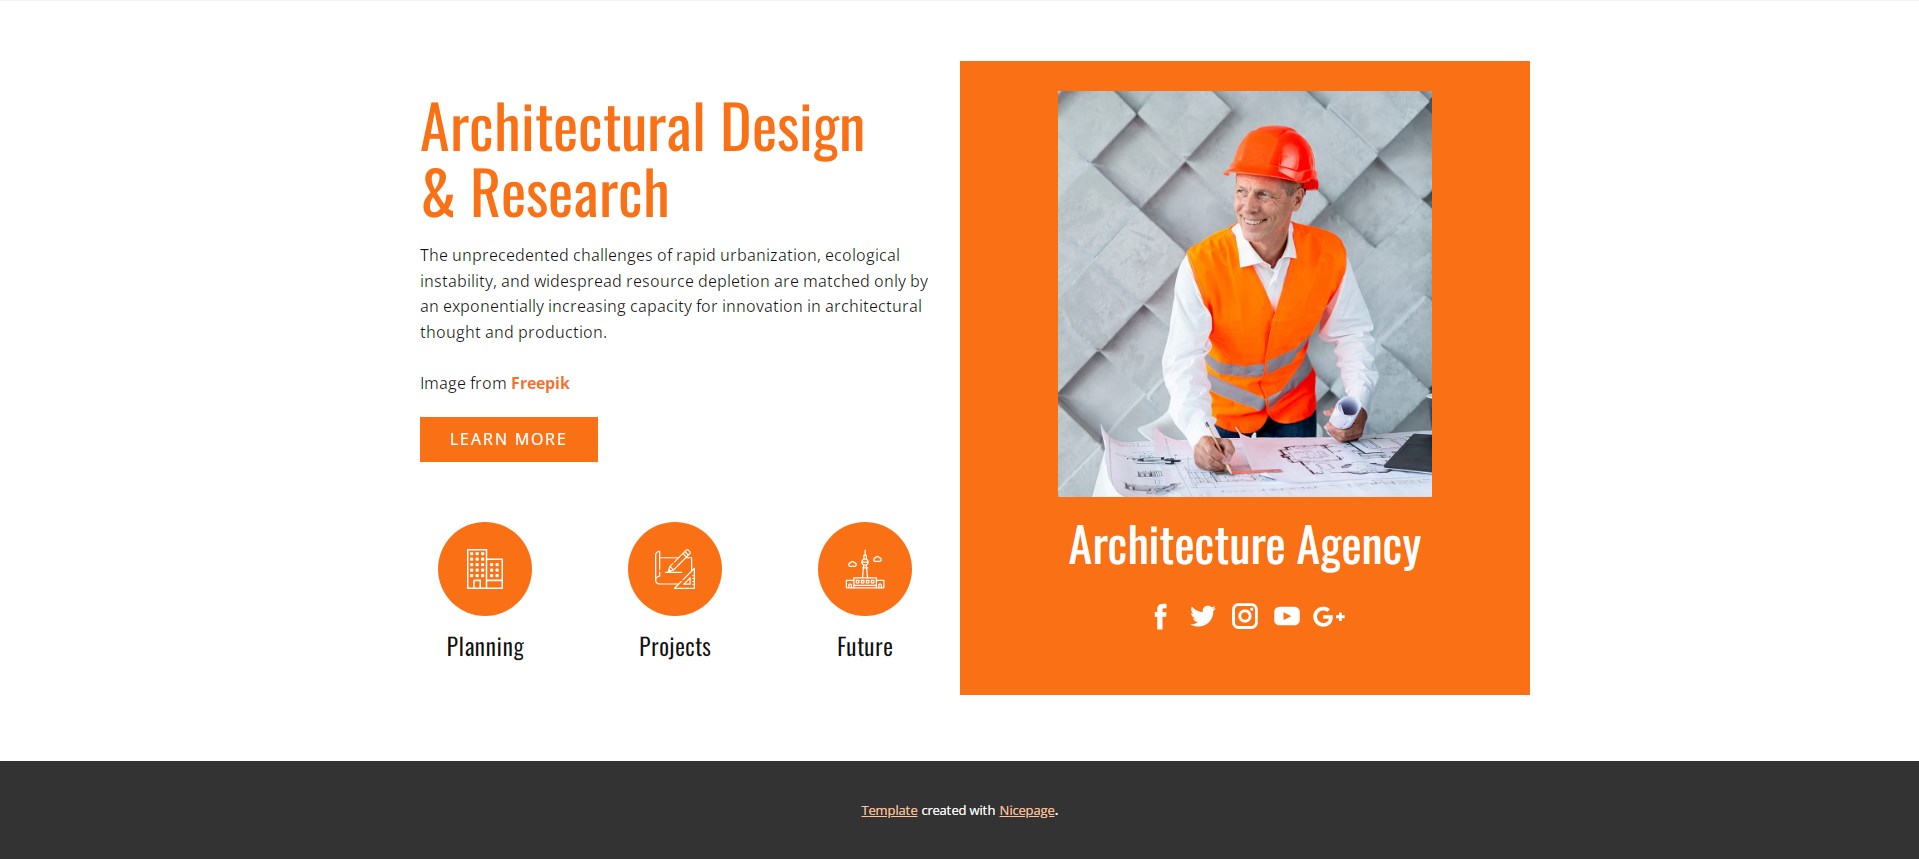 Architectural Design
& Research
The unprecedented challenges of rapid urbanization, ecological
instability, and widespread resource depletion are matched only by
an exponentially increasing capacity for innovation in architectural
thought and production.
Image from Freepik
LEARN MORE
Planning
Projects
Future
Architecture Agency
Template created with Nicepage.